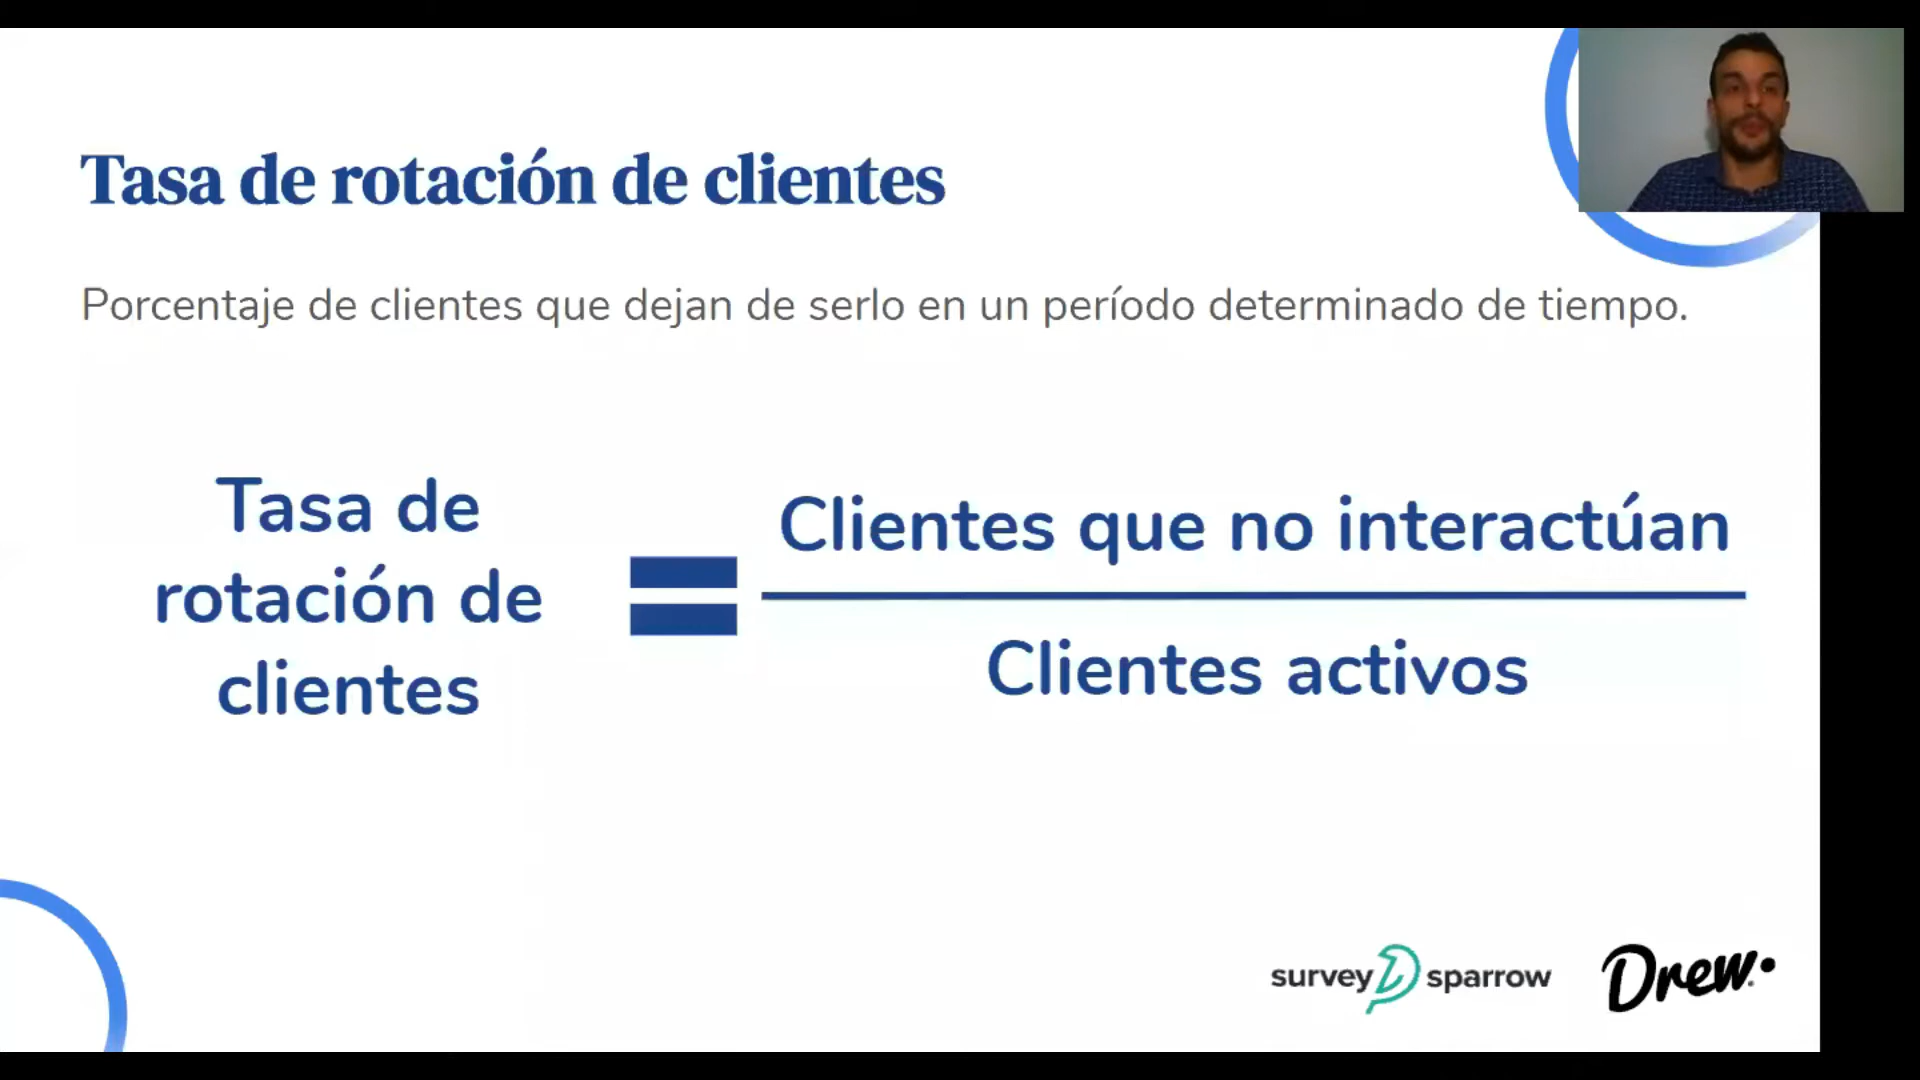 Tasa de rotación de clientes
Porcentaje de clientes que dejan de serlo en un período determinado de tiempo.
Tasa de
rotación de
clientes
=
Clientes que no interactúan
Clientes activos
survey sparrow
Drew.